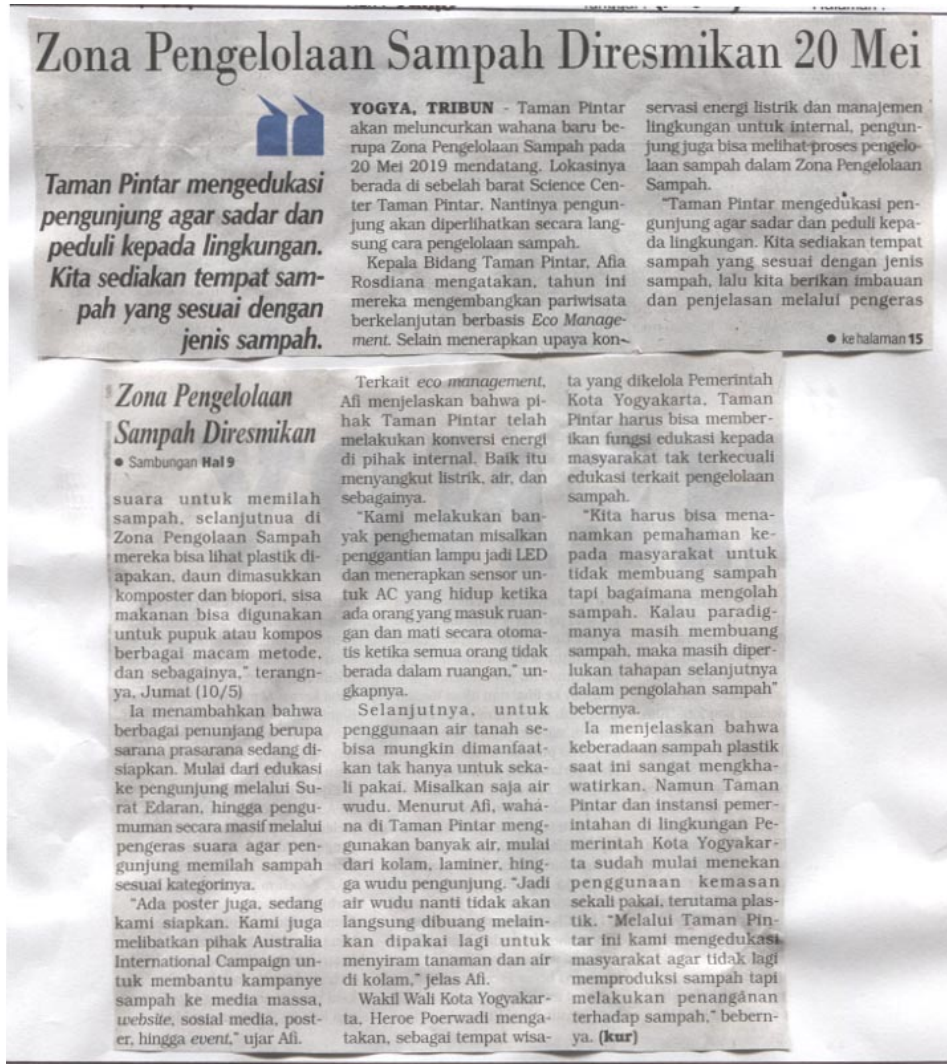 Zona Pengelolaan Sampah Diresmikan 20 Mei
Taman Pintar mengedukasi
pengunjung agar sadar dan
peduli kepada lingkungan.
Kita sediakan tempat sam-
pah yang sesuai dengan
jenis sampah.
YOGYA, TRIBUN - Taman Pintar
akan meluncurkan wahana baru be-
rupa Zona Pengelolaan Sampah pada
20 Mei 2019 mendatang. Lokasinya
berada di sebelah barat Science Cen-
ter Taman Pintar. Nantinya pengun-
jung akan diperlihatkan secara lang-
sung cara pengelolaan sampah.
Kepala Bidang Taman Pintar, Afia
Rosdiana mengatakan, tahun ini
mereka mengembangkan pariwisata
berkelanjutan berbasis Eco Manage-
ment. Selain menerapkan upaya kon-
servasi energi listrik dan manajemen
lingkungan untuk internal, pengun-
jung juga bisa melihat proses pengelo-
laan sampah dalam Zona Pengelolaan
Sampah.
"Taman Pintar mengedukasi pen-
gunjung agar sadar dan peduli kepa-
da lingkungan. Kita sediakan tempat
sampah yang sesuai dengan jenis
sampah, lalu kita berikan imbauan
dan penjelasan melalui pengeras
● ke halaman 15
Zona Pengelolaan
Sampah Diresmikan
● Sambungan Hal 9
suara untuk memilah
sampah, selanjutnua di
Zona Pengolaan Sampah
mereka bisa lihat plastik di-
apakan, daun dimasukkan
komposter dan biopori, sisa
makanan bisa digunakan
untuk pupuk atau kompos
berbagai macam metode,
dan sebagainya," terangn-
ya, Jumat (10/5)
Ia menambahkan bahwa
berbagai penunjang berupa
sarana prasarana sedang di-
siapkan. Mulai dari edukasi
ke pengunjung melalui Su-
rat Edaran, hingga pengu-
muman secara masif melalui
pengeras suara agar pen-
gunjung memilah sampah
sesuai kategorinya.
"Ada poster juga, sedang
kami siapkan. Kami juga
melibatkan pihak Australia
International Campaign un-
tuk membantu kampanye
sampah ke media massa,
website, sosial media, post-
er, hingga event," ujar Afi.
Terkait eco management,
Afi menjelaskan bahwa pi-
hak Taman Pintar telah
melakukan konversi energi
di pihak internal. Baik itu
menyangkut listrik, air, dan
sebagainya.
"Kami melakukan ban-
yak penghematan misalkan
penggantian lampu jadi LED
dan menerapkan sensor un-
tuk AC yang hidup ketika
ada orang yang masuk ruan-
gan dan mati secara otoma-
tis ketika semua orang tidak
berada dalam ruangan," un-
gkapnya.
Selanjutnya, untuk
penggunaan air tanah se-
bisa mungkin dimanfaat-
kan tak hanya untuk seka-
li pakai. Misalkan saja air
wudu. Menurut Afi, waha-
na di Taman Pintar meng-
gunakan banyak air, mulai
dari kolam, laminer, hing-
ga wudu pengunjung. "Jadi
air wudu nanti tidak akan
langsung dibuang melain-
kan dipakai lagi untuk
menyiram tanaman dan air
di kolam," jelas Afi.
Wakil Wali Kota Yogyakar-
ta, Heroe Poerwadi menga-
takan, sebagai tempat wisa-
ta yang dikelola Pemerintah
Kota Yogyakarta, Taman
Pintar harus bisa member-
ikan fungsi edukasi kepada
masyarakat tak terkecuali
edukasi terkait pengelolaan
sampah.
"Kita harus bisa mena-
namkan pemahaman ke-
pada masyarakat untuk
tidak membuang sampah
tapi bagaimana mengolah
sampah. Kalau paradig-
manya masih membuang
sampah, maka masih diper-
lukan tahapan selanjutnya
dalam pengolahan sampah"
bebernya.
Ia menjelaskan bahwa
keberadaan sampah plastik
saat ini sangat mengkha-
watirkan. Namun Taman
Pintar dan instansi pemer-
intahan di lingkungan Pe-
merintah Kota Yogyakar-
ta sudah mulai menekan
penggunaan kemasan
sekali pakai, terutama plas-
tik. "Melalui Taman Pin-
tar ini kami mengedukasi
masyarakat agar tidak lagi
memproduksi sampah tapi
melakukan penanganan
terhadap sampah," bebern-
ya. (kur)